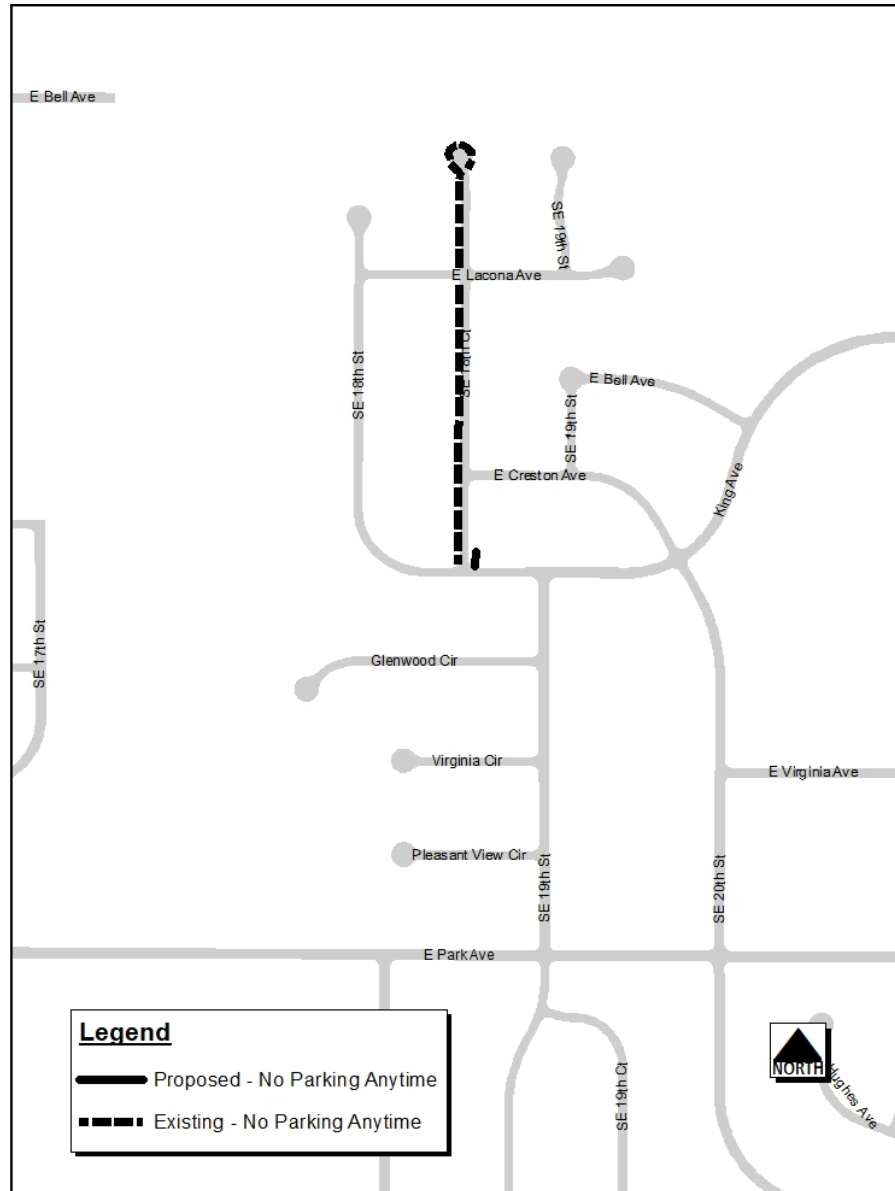 E Bell Ave
SE 19th St
E Lacona Ave
SE 18th St
SE 18th Ct
E Bell Ave
SE 19th St
E Creston Ave
King Ave
SE 17th St
Glenwood Cir
Virginia Cir
E Virginia Ave
Pleasant View Cir
SE 19th St
SE 20th St
E Park Ave
Legend
Proposed - No Parking Anytime
Existing - No Parking Anytime
NORTH
Hughes Ave
SE 19th Ct